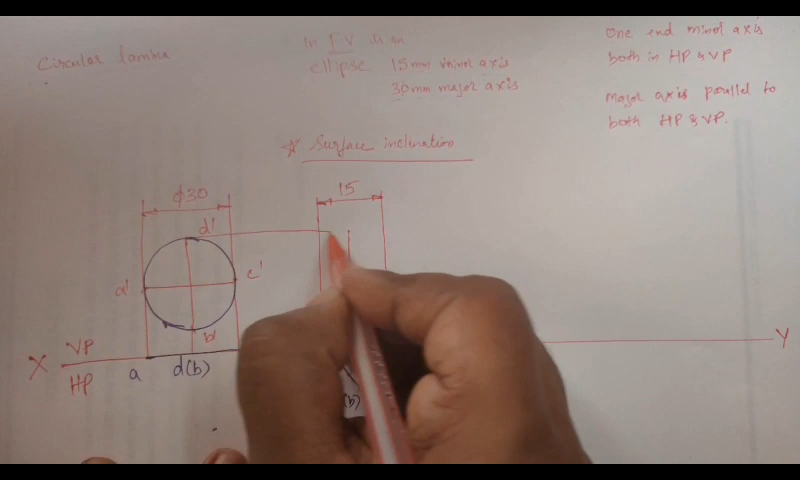 Circular lamina
In FV it is an
ellipse 15mm minor axis
30mm major axis
One end minor axis
both in HP & VP
Major axis parallel to
both HP & VP.
☆ Surface inclination
ϕ30
15
d'
a'
c'
b'
X
VP
HP
Y
a
d(b)
(b)